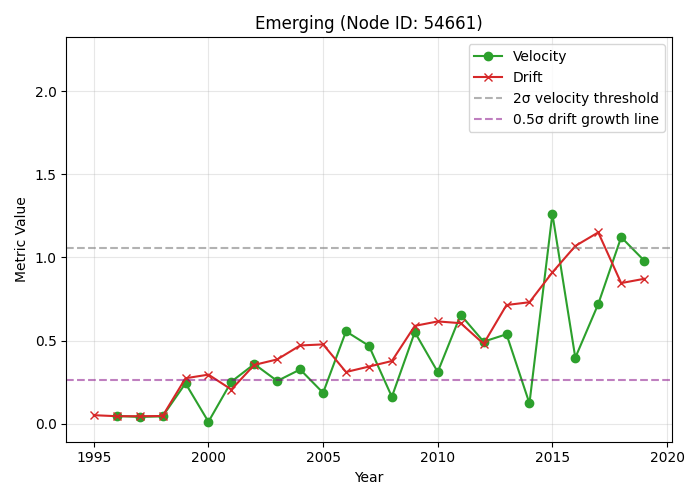 Emerging (Node ID: 54661)
Velocity
Drift
2σ velocity threshold
0.5σ drift growth line
Metric Value
2.0
1.5
1.0
0.5
0.0
1995 2000 2005 2010 2015 2020
Year